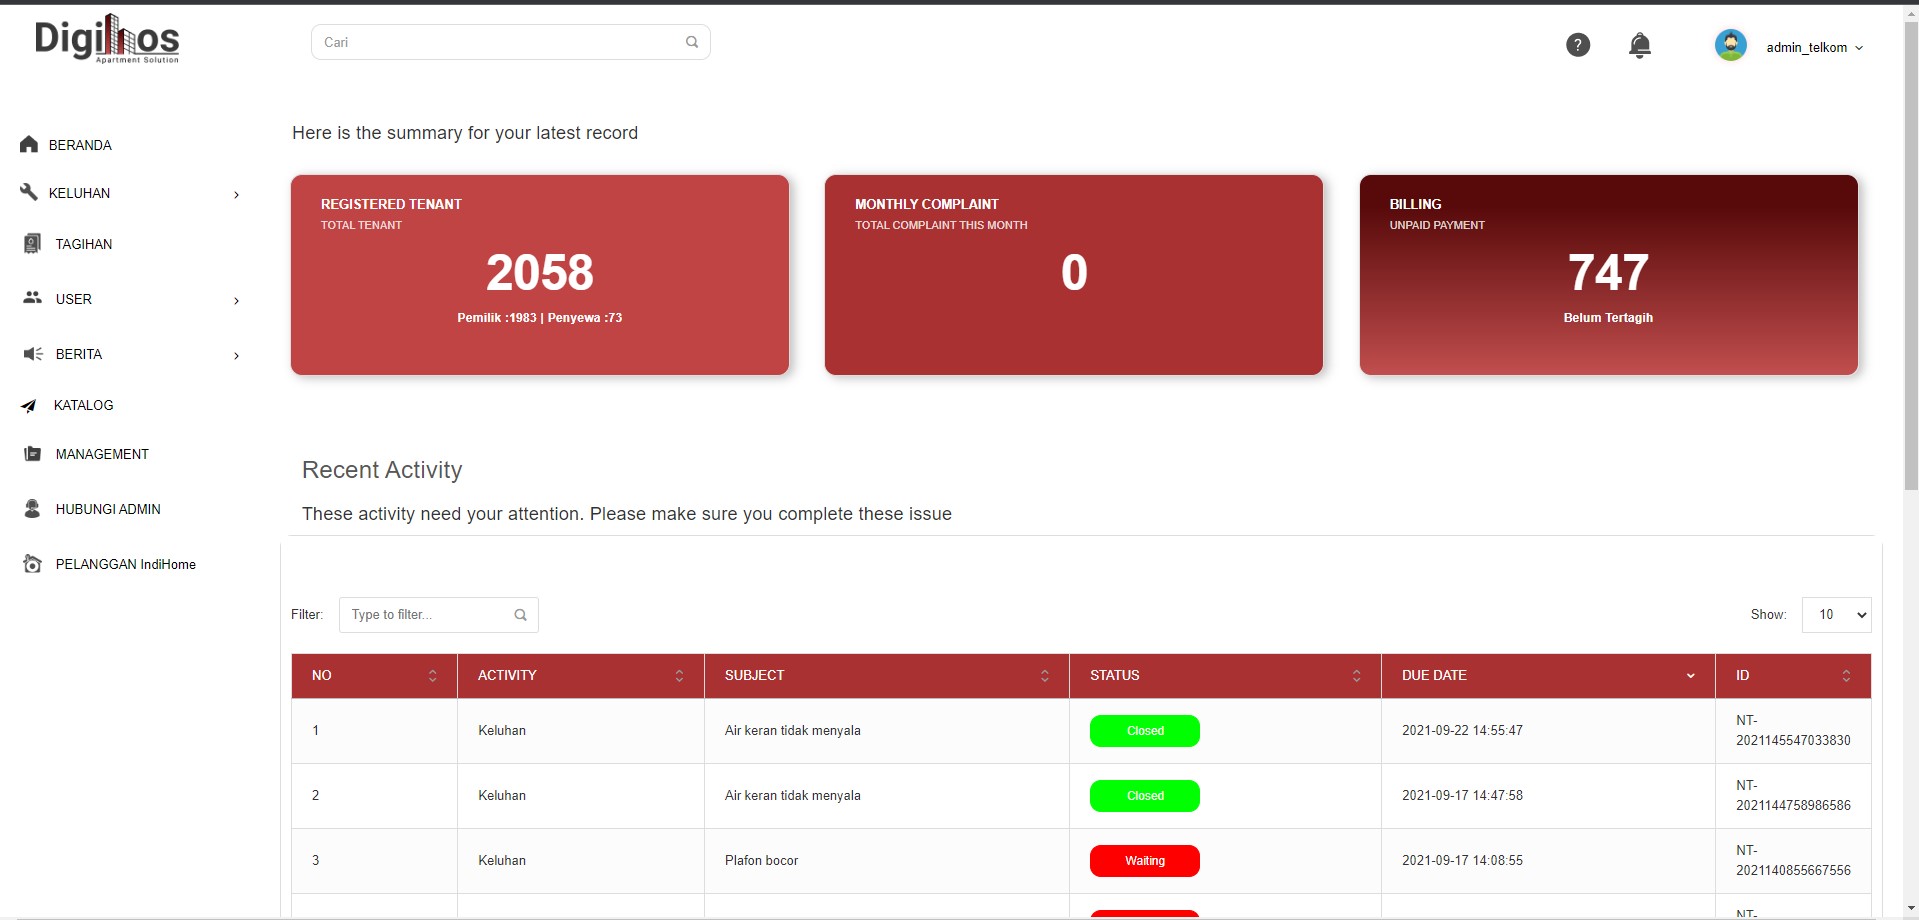 Digihos
Apartment Solution
Cari
?
admin_telkom
BERANDA
KELUHAN
TAGIHAN
USER
BERITA
KATALOG
MANAGEMENT
HUBUNGI ADMIN
PELANGGAN IndiHome
Here is the summary for your latest record
REGISTERED TENANT
TOTAL TENANT
2058
Pemilik :1983 | Penyewa :73
MONTHLY COMPLAINT
TOTAL COMPLAINT THIS MONTH
0
BILLING
UNPAID PAYMENT
747
Belum Tertagih
Recent Activity
These activity need your attention. Please make sure you complete these issue
Filter: Type to filter... Show: 10
NO ACTIVITY SUBJECT STATUS DUE DATE ID
1 Keluhan Air keran tidak menyala Closed 2021-09-22 14:55:47 NT-
2021145547033830
2 Keluhan Air keran tidak menyala Closed 2021-09-17 14:47:58 NT-
2021144758986586
3 Keluhan Plafon bocor Waiting 2021-09-17 14:08:55 NT-
2021140855667556
NT-